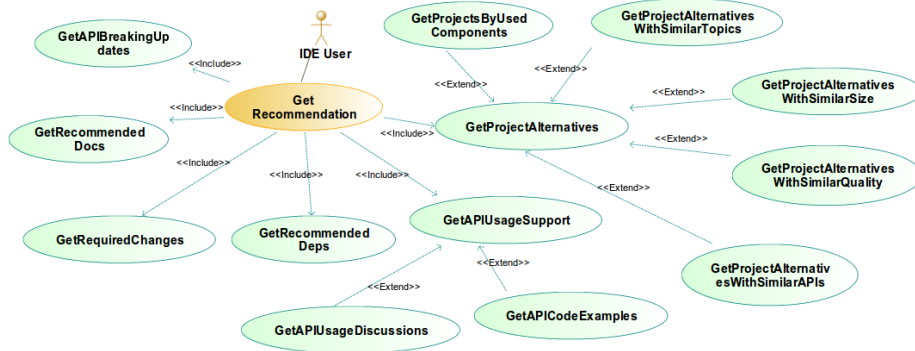 GetProjectsByUsed
Components
GetProjectAlternatives
WithSimilarTopics
GetAPIBreakingUp
dates
IDE User
<<Include>>
<<Extend>>
<<Extend>>
Get
Recommendation
<<Include>>
<<Extend>>
GetProjectAlternatives
WithSimilarSize
GetRecommended
Docs
<<Include>>
GetProjectAlternatives
<<Extend>>
GetProjectAlternatives
WithSimilarQuality
<<Include>>
<<Include>>
<<Include>>
<<Extend>>
GetAPIUsageSupport
GetRequiredChanges
GetRecommended
Deps
<<Extend>>
GetProjectAlternativ
esWithSimilarAPIs
<<Extend>>
GetAPIUsageDiscussions
GetAPICodeExamples